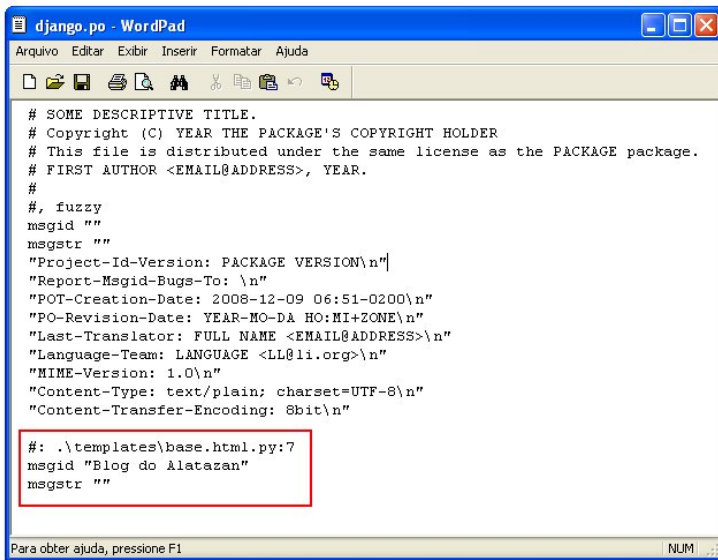 django.po - WordPad
Arquivo Editar Exibir Inserir Formatar Ajuda
# SOME DESCRIPTIVE TITLE.
# Copyright (C) YEAR THE PACKAGE'S COPYRIGHT HOLDER
# This file is distributed under the same license as the PACKAGE package.
# FIRST AUTHOR <EMAIL@ADDRESS>, YEAR.
#
#, fuzzy
msgid ""
msgstr ""
"Project-Id-Version: PACKAGE VERSION\n"
"Report-Msgid-Bugs-To: \n"
"POT-Creation-Date: 2008-12-09 06:51-0200\n"
"PO-Revision-Date: YEAR-MO-DA HO:MI+ZONE\n"
"Last-Translator: FULL NAME <EMAIL@ADDRESS>\n"
"Language-Team: LANGUAGE <LL@li.org>\n"
"MIME-Version: 1.0\n"
"Content-Type: text/plain; charset=UTF-8\n"
"Content-Transfer-Encoding: 8bit\n"
#: .\templates\base.html.py:7
msgid "Blog do Alatazan"
msgstr ""
Para obter ajuda, pressione F1
NUM